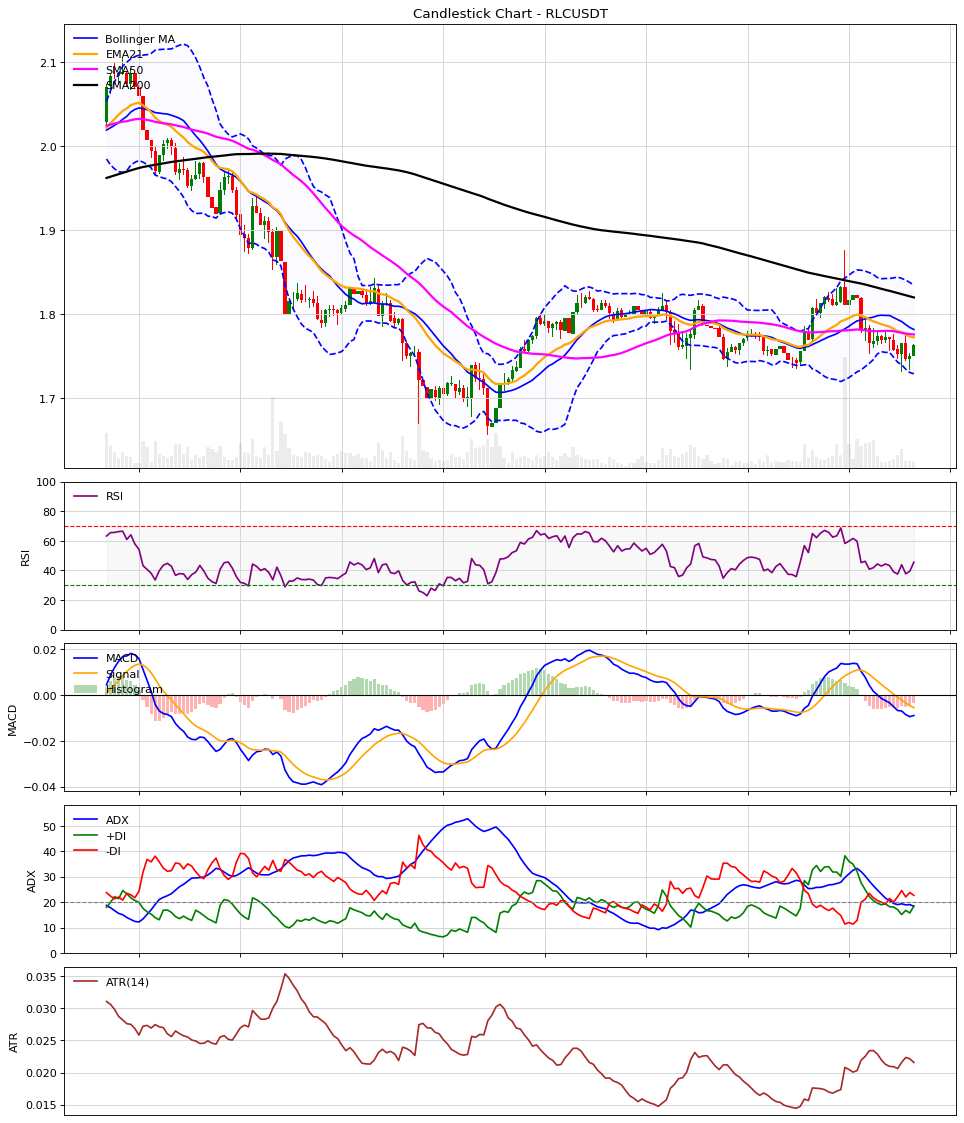 Candlestick Chart - RLCUSDT
Bollinger MA
EMA21
SMA50
SMA200
2.1
2.0
1.9
1.8
1.7
RSI
RSI
100
80
60
40
20
0
MACD
Signal
Histogram
MACD
0.02
0.00
−0.02
−0.04
ADX
+DI
-DI
ADX
50
40
30
20
10
0
ATR(14)
ATR
0.035
0.030
0.025
0.020
0.015